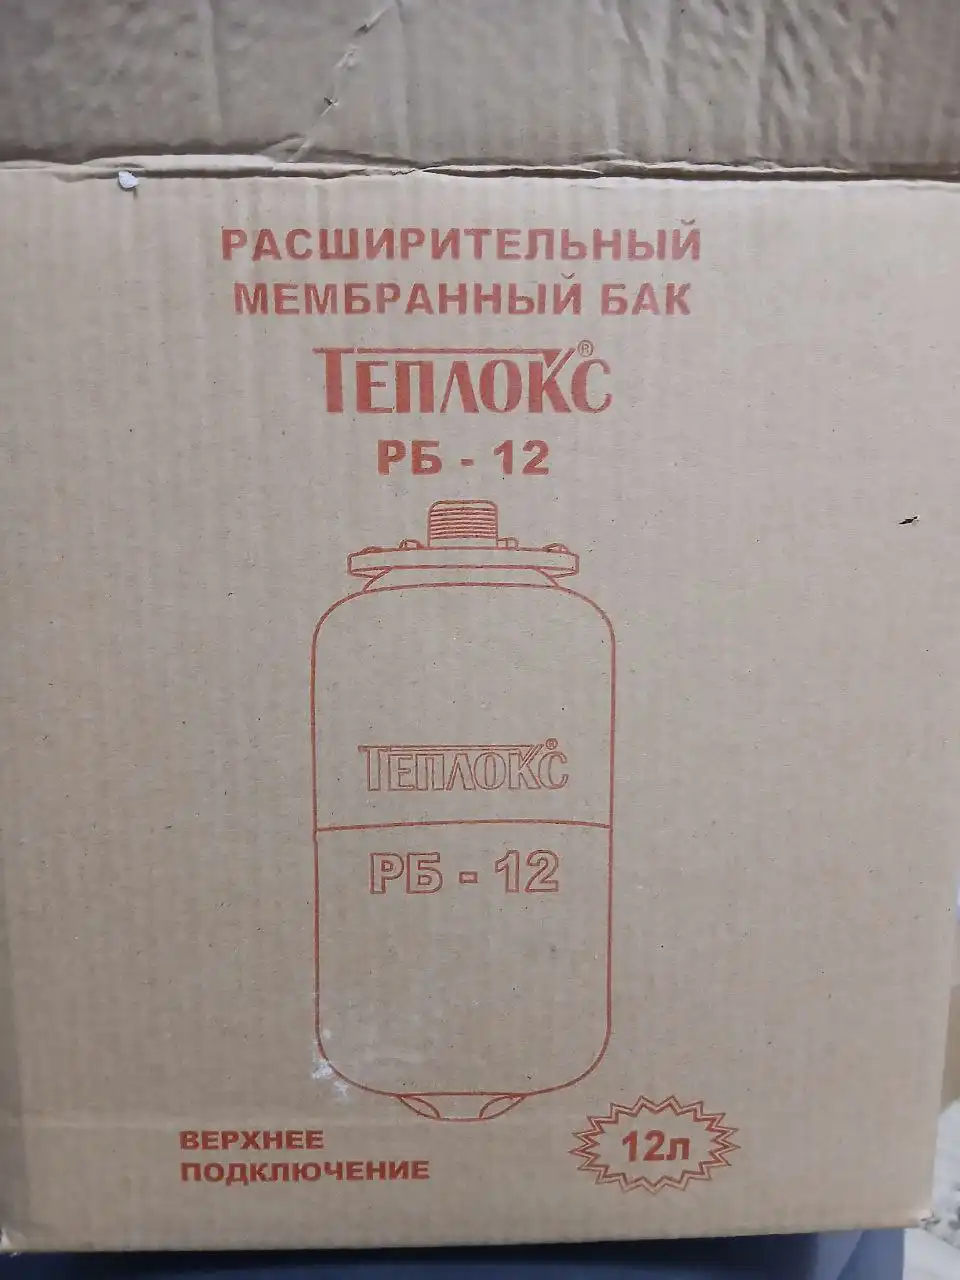 РАСШИРИТЕЛЬНЫЙ
МЕМБРАННЫЙ БАК
ТЕПЛОКС®
РБ - 12
ТЕПЛОКС®
РБ - 12
ВЕРХНЕЕ
ПОДКЛЮЧЕНИЕ
12л